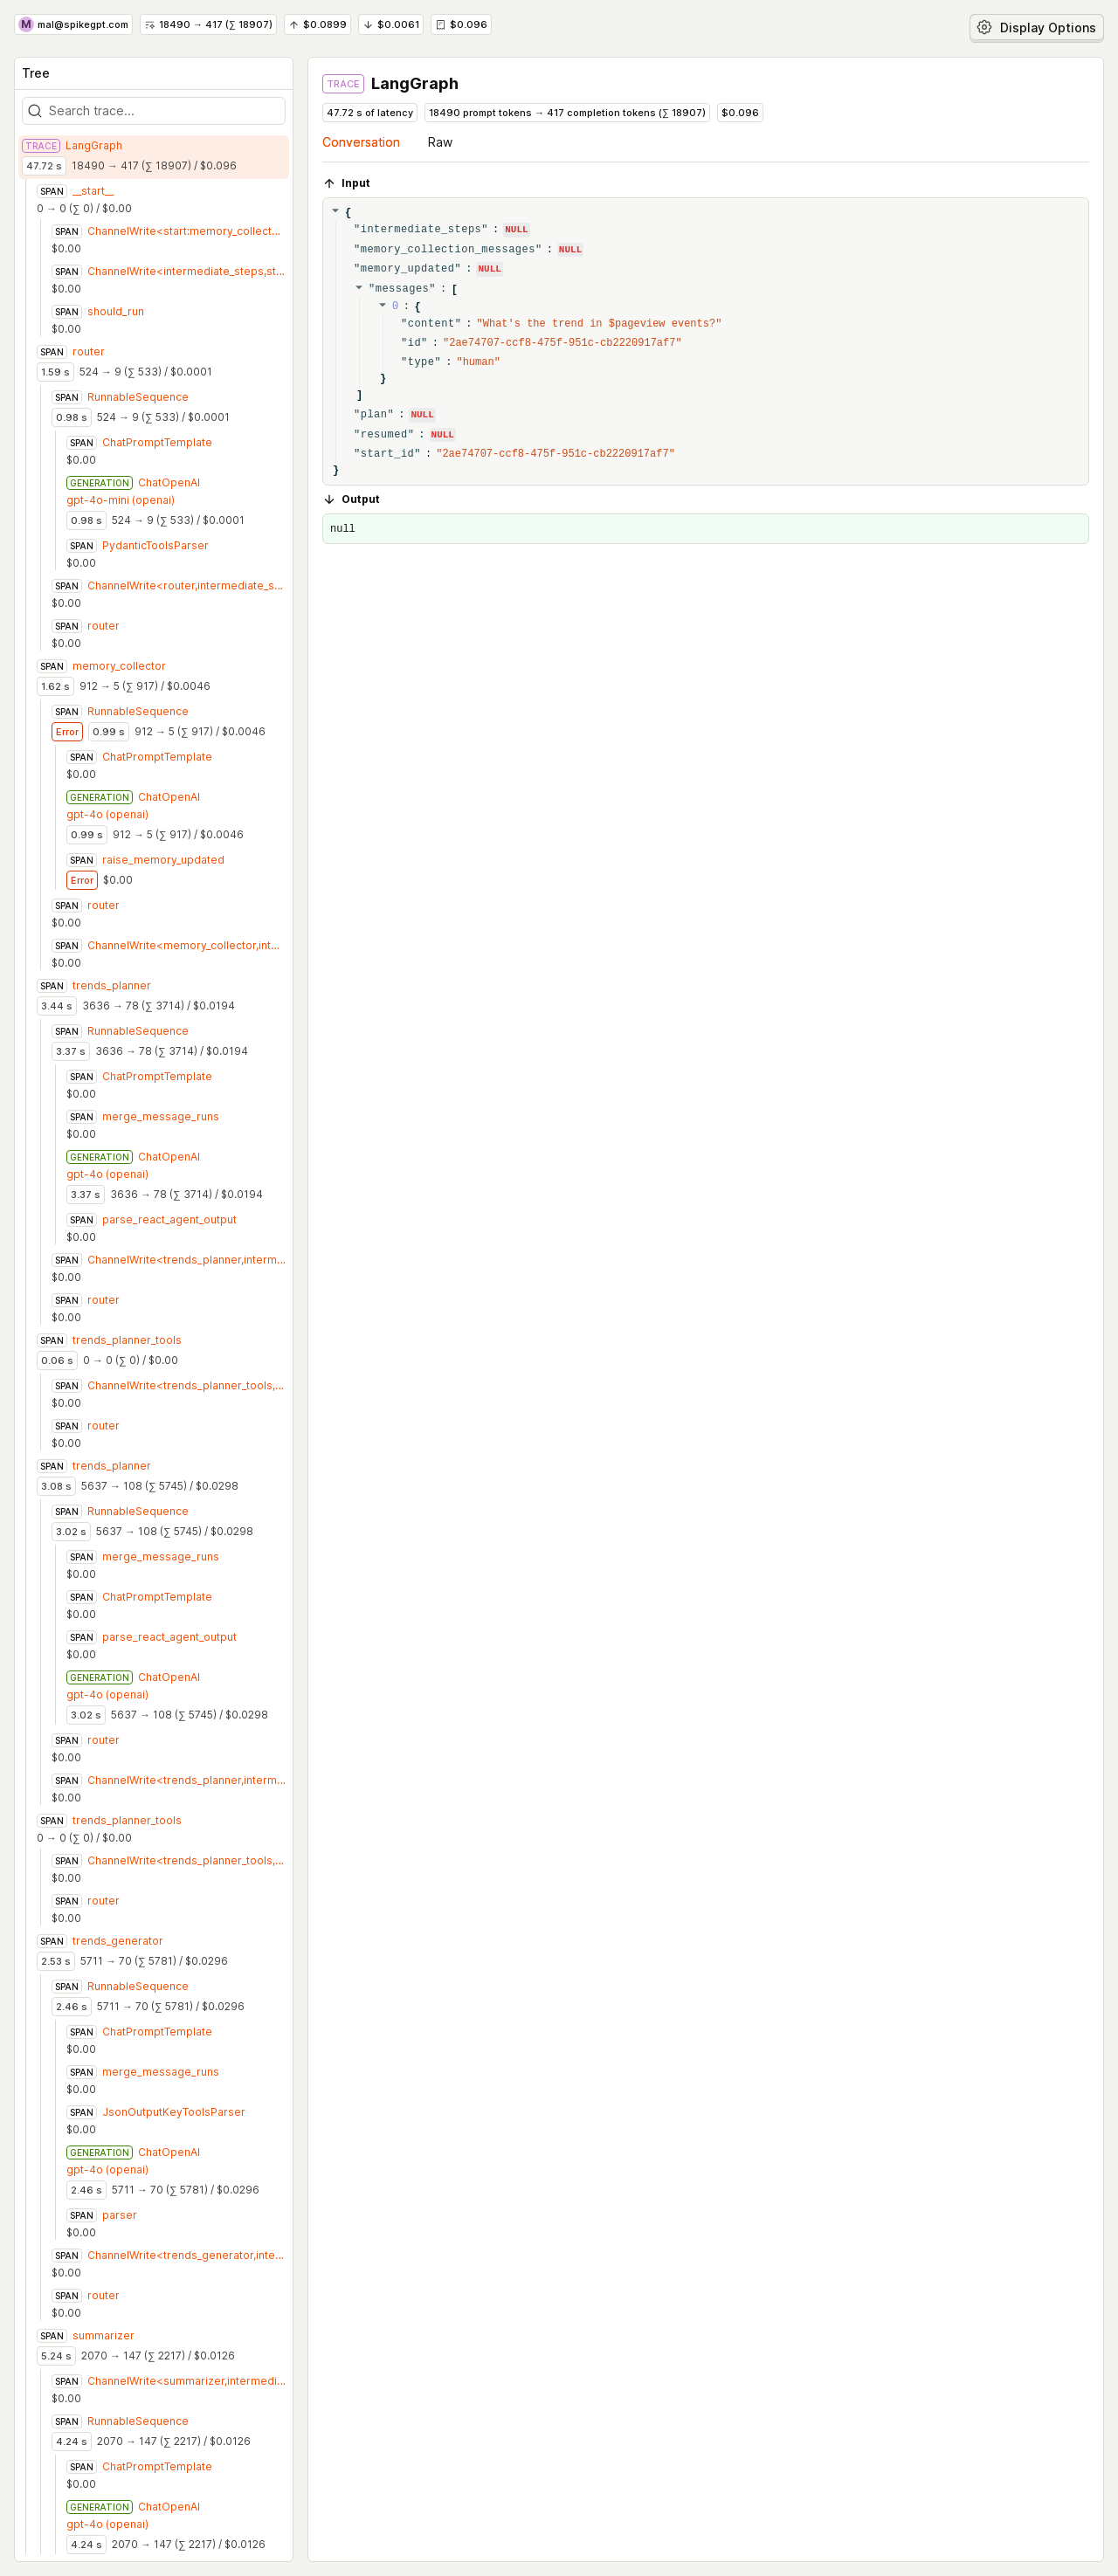 M mal@spikegpt.com 18490 → 417 (∑ 18907) ↑ $0.0899 ↓ $0.0061 $0.096 Display Options
Tree
Search trace...
TRACE LangGraph
47.72 s 18490 → 417 (∑ 18907) / $0.096
SPAN __start__
0 → 0 (∑ 0) / $0.00
SPAN ChannelWrite<start:memory_collect...
$0.00
SPAN ChannelWrite<intermediate_steps,st...
$0.00
SPAN should_run
$0.00
SPAN router
1.59 s 524 → 9 (∑ 533) / $0.0001
SPAN RunnableSequence
0.98 s 524 → 9 (∑ 533) / $0.0001
SPAN ChatPromptTemplate
$0.00
GENERATION ChatOpenAI
gpt-4o-mini (openai)
0.98 s 524 → 9 (∑ 533) / $0.0001
SPAN PydanticToolsParser
$0.00
SPAN ChannelWrite<router,intermediate_s...
$0.00
SPAN router
$0.00
SPAN memory_collector
1.62 s 912 → 5 (∑ 917) / $0.0046
SPAN RunnableSequence
Error 0.99 s 912 → 5 (∑ 917) / $0.0046
SPAN ChatPromptTemplate
$0.00
GENERATION ChatOpenAI
gpt-4o (openai)
0.99 s 912 → 5 (∑ 917) / $0.0046
SPAN raise_memory_updated
Error $0.00
SPAN router
$0.00
SPAN ChannelWrite<memory_collector,int...
$0.00
SPAN trends_planner
3.44 s 3636 → 78 (∑ 3714) / $0.0194
SPAN RunnableSequence
3.37 s 3636 → 78 (∑ 3714) / $0.0194
SPAN ChatPromptTemplate
$0.00
SPAN merge_message_runs
$0.00
GENERATION ChatOpenAI
gpt-4o (openai)
3.37 s 3636 → 78 (∑ 3714) / $0.0194
SPAN parse_react_agent_output
$0.00
SPAN ChannelWrite<trends_planner,interm...
$0.00
SPAN router
$0.00
SPAN trends_planner_tools
0.06 s 0 → 0 (∑ 0) / $0.00
SPAN ChannelWrite<trends_planner_tools,...
$0.00
SPAN router
$0.00
SPAN trends_planner
3.08 s 5637 → 108 (∑ 5745) / $0.0298
SPAN RunnableSequence
3.02 s 5637 → 108 (∑ 5745) / $0.0298
SPAN merge_message_runs
$0.00
SPAN ChatPromptTemplate
$0.00
SPAN parse_react_agent_output
$0.00
GENERATION ChatOpenAI
gpt-4o (openai)
3.02 s 5637 → 108 (∑ 5745) / $0.0298
SPAN router
$0.00
SPAN ChannelWrite<trends_planner,interm...
$0.00
SPAN trends_planner_tools
0 → 0 (∑ 0) / $0.00
SPAN ChannelWrite<trends_planner_tools,...
$0.00
SPAN router
$0.00
SPAN trends_generator
2.53 s 5711 → 70 (∑ 5781) / $0.0296
SPAN RunnableSequence
2.46 s 5711 → 70 (∑ 5781) / $0.0296
SPAN ChatPromptTemplate
$0.00
SPAN merge_message_runs
$0.00
SPAN JsonOutputKeyToolsParser
$0.00
GENERATION ChatOpenAI
gpt-4o (openai)
2.46 s 5711 → 70 (∑ 5781) / $0.0296
SPAN parser
$0.00
SPAN ChannelWrite<trends_generator,inte...
$0.00
SPAN router
$0.00
SPAN summarizer
5.24 s 2070 → 147 (∑ 2217) / $0.0126
SPAN ChannelWrite<summarizer,intermedi...
$0.00
SPAN RunnableSequence
4.24 s 2070 → 147 (∑ 2217) / $0.0126
SPAN ChatPromptTemplate
$0.00
GENERATION ChatOpenAI
gpt-4o (openai)
4.24 s 2070 → 147 (∑ 2217) / $0.0126
TRACE LangGraph
47.72 s of latency 18490 prompt tokens → 417 completion tokens (∑ 18907) $0.096
Conversation Raw
↑ Input
{
"intermediate_steps" : NULL
"memory_collection_messages" : NULL
"memory_updated" : NULL
"messages" : [
0 : {
"content" : "What's the trend in $pageview events?"
"id" : "2ae74707-ccf8-475f-951c-cb2220917af7"
"type" : "human"
}
]
"plan" : NULL
"resumed" : NULL
"start_id" : "2ae74707-ccf8-475f-951c-cb2220917af7"
}
↓ Output
null